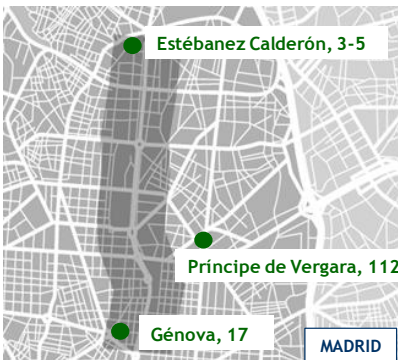 Estébanez Calderón, 3-5
Príncipe de Vergara, 112
Génova, 17
MADRID